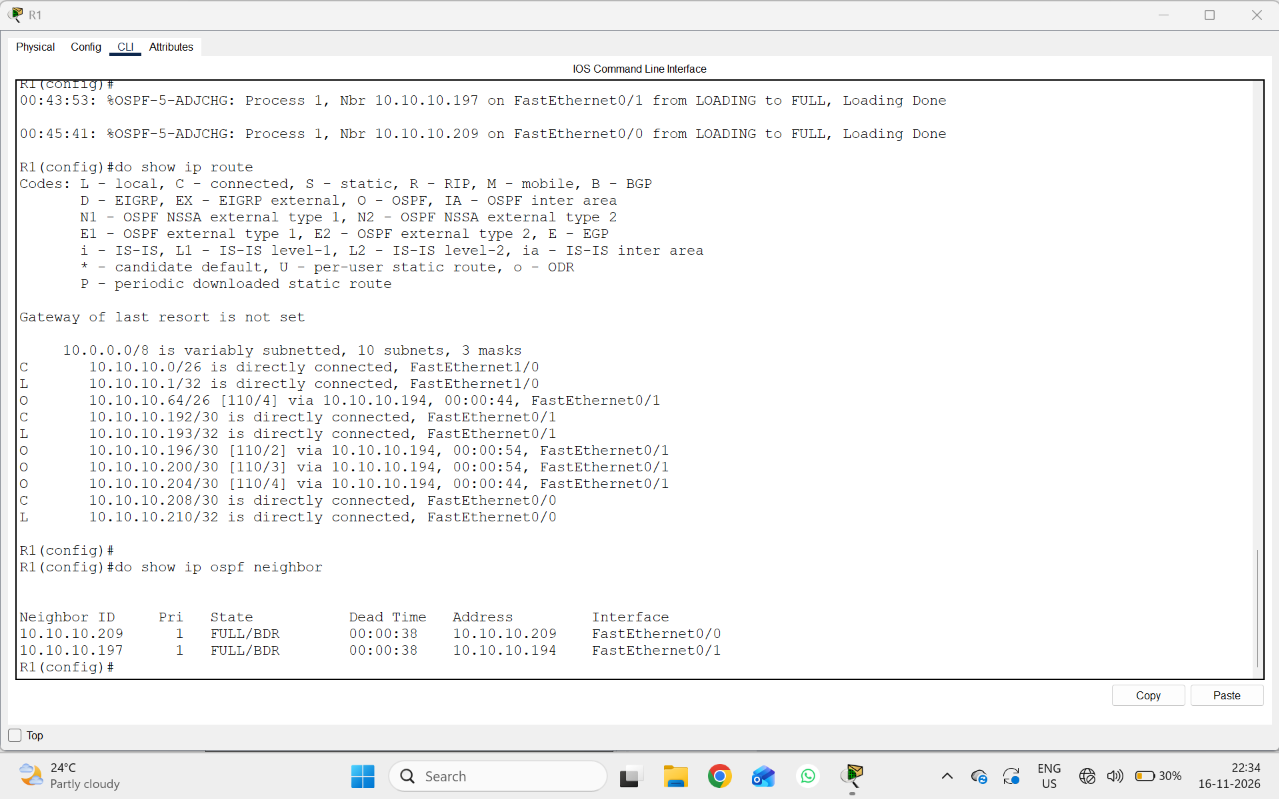 R1
Physical Config CLI Attributes
IOS Command Line Interface
R1(config)#
00:43:53: %OSPF-5-ADJCHG: Process 1, Nbr 10.10.10.197 on FastEthernet0/1 from LOADING to FULL, Loading Done
00:45:41: %OSPF-5-ADJCHG: Process 1, Nbr 10.10.10.209 on FastEthernet0/0 from LOADING to FULL, Loading Done
R1(config)#do show ip route
Codes: L - local, C - connected, S - static, R - RIP, M - mobile, B - BGP
D - EIGRP, EX - EIGRP external, O - OSPF, IA - OSPF inter area
N1 - OSPF NSSA external type 1, N2 - OSPF NSSA external type 2
E1 - OSPF external type 1, E2 - OSPF external type 2, E - EGP
i - IS-IS, L1 - IS-IS level-1, L2 - IS-IS level-2, ia - IS-IS inter area
* - candidate default, U - per-user static route, o - ODR
P - periodic downloaded static route
Gateway of last resort is not set
10.0.0.0/8 is variably subnetted, 10 subnets, 3 masks
C 10.10.10.0/26 is directly connected, FastEthernet1/0
L 10.10.10.1/32 is directly connected, FastEthernet1/0
O 10.10.10.64/26 [110/4] via 10.10.10.194, 00:00:44, FastEthernet0/1
C 10.10.10.192/30 is directly connected, FastEthernet0/1
L 10.10.10.193/32 is directly connected, FastEthernet0/1
O 10.10.10.196/30 [110/2] via 10.10.10.194, 00:00:54, FastEthernet0/1
O 10.10.10.200/30 [110/3] via 10.10.10.194, 00:00:54, FastEthernet0/1
O 10.10.10.204/30 [110/4] via 10.10.10.194, 00:00:44, FastEthernet0/1
C 10.10.10.208/30 is directly connected, FastEthernet0/0
L 10.10.10.210/32 is directly connected, FastEthernet0/0
R1(config)#
R1(config)#do show ip ospf neighbor
Neighbor ID Pri State Dead Time Address Interface
10.10.10.209 1 FULL/BDR 00:00:38 10.10.10.209 FastEthernet0/0
10.10.10.197 1 FULL/BDR 00:00:38 10.10.10.194 FastEthernet0/1
R1(config)#
Copy Paste
Top
24°C
Partly cloudy
Search
ENG
US
30%
22:34
16-11-2026